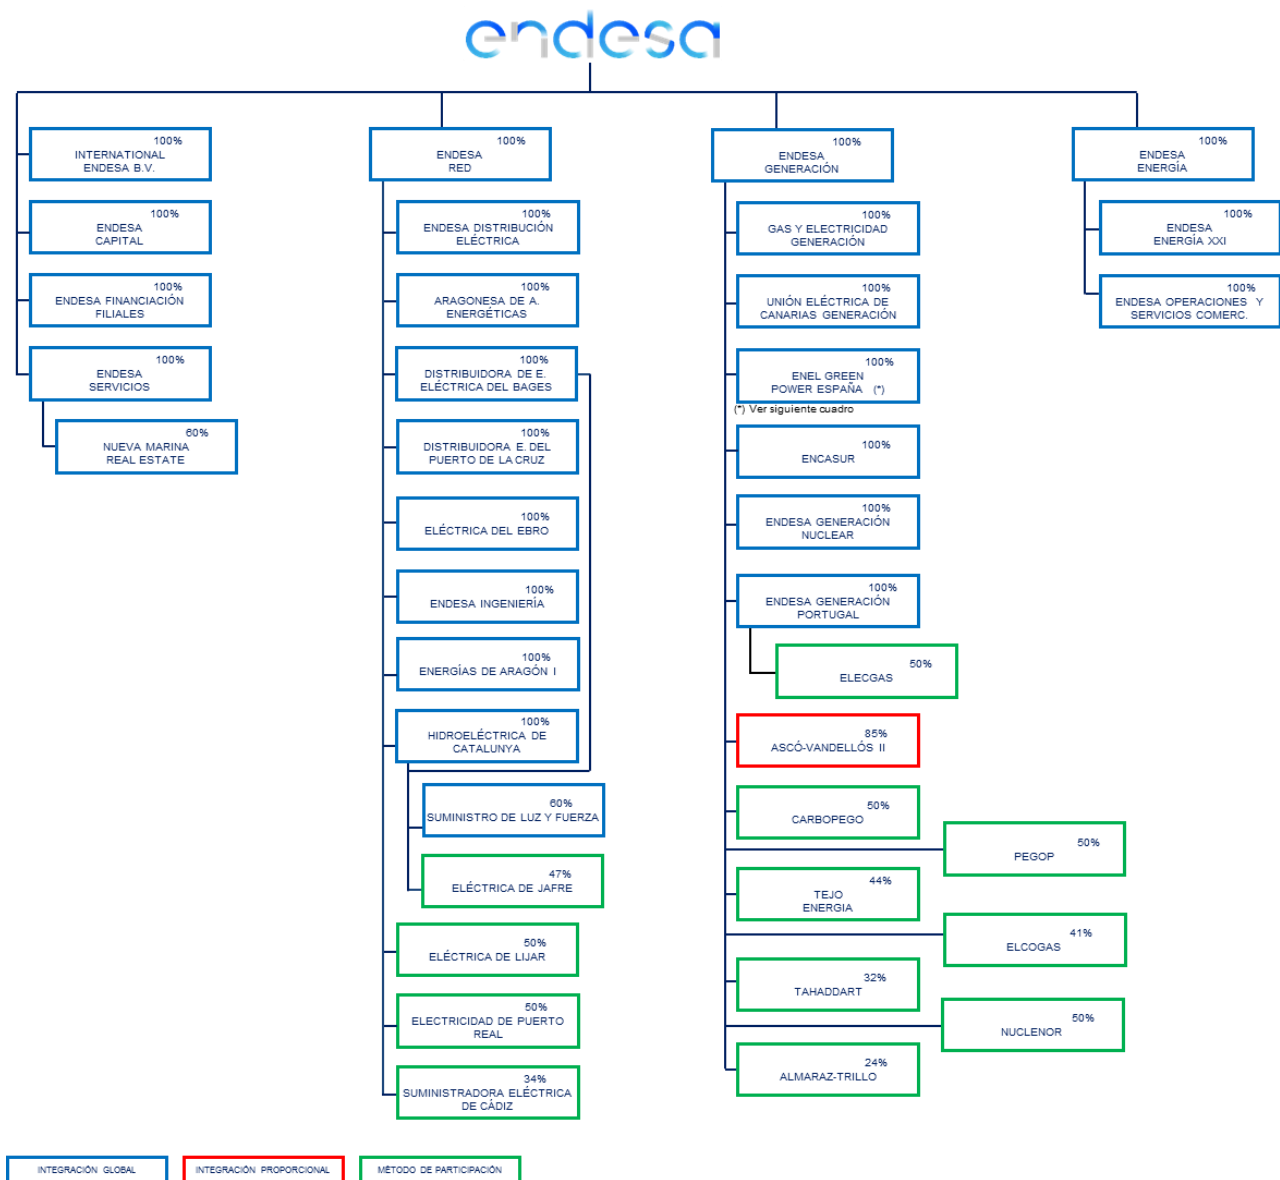 endesa
100%
INTERNATIONAL
ENDESA B.V.
100%
ENDESA
CAPITAL
100%
ENDESA FINANCIACIÓN
FILIALES
100%
ENDESA
SERVICIOS
60%
NUEVA MARINA
REAL ESTATE
100%
ENDESA
RED
100%
ENDESA DISTRIBUCIÓN
ELÉCTRICA
100%
ARAGONESA DE A.
ENERGÉTICAS
100%
DISTRIBUIDORA DE E.
ELÉCTRICA DEL BAGES
100%
DISTRIBUIDORA E. DEL
PUERTO DE LA CRUZ
100%
ELÉCTRICA DEL EBRO
100%
ENDESA INGENIERÍA
100%
ENERGÍAS DE ARAGÓN I
100%
HIDROELÉCTRICA DE
CATALUNYA
60%
SUMINISTRO DE LUZ Y FUERZA
47%
ELÉCTRICA DE JAFRE
50%
ELÉCTRICA DE LIJAR
50%
ELECTRICIDAD DE PUERTO
REAL
34%
SUMINISTRADORA ELÉCTRICA
DE CÁDIZ
100%
ENDESA
GENERACIÓN
100%
GAS Y ELECTRICIDAD
GENERACIÓN
100%
UNIÓN ELÉCTRICA DE
CANARIAS GENERACIÓN
100%
ENEL GREEN
POWER ESPAÑA (*)
(*) Ver siguiente cuadro
100%
ENCASUR
100%
ENDESA GENERACIÓN
NUCLEAR
100%
ENDESA GENERACIÓN
PORTUGAL
50%
ELECGAS
85%
ASCÓ-VANDELLÓS II
50%
CARBOPEGO
50%
PEGOP
44%
TEJO
ENERGIA
41%
ELCOGAS
32%
TAHADDART
50%
NUCLENOR
24%
ALMARAZ-TRILLO
100%
ENDESA
ENERGÍA
100%
ENDESA
ENERGÍA XXI
100%
ENDESA OPERACIONES Y
SERVICIOS COMERC.
INTEGRACIÓN GLOBAL
INTEGRACIÓN PROPORCIONAL
MÉTODO DE PARTICIPACIÓN